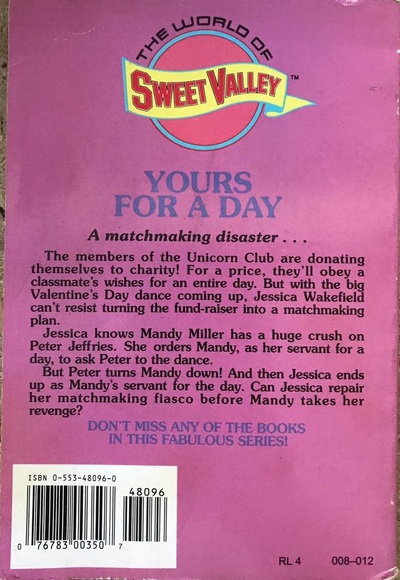 THE WORLD OF
SWEET VALLEY
™
YOURS
FOR A DAY
A matchmaking disaster . . .
The members of the Unicorn Club are donating
themselves to charity! For a price, they'll obey a
classmate's wishes for an entire day. But with the big
Valentine's Day dance coming up, Jessica Wakefield
can't resist turning the fund-raiser into a matchmaking
plan.
Jessica knows Mandy Miller has a huge crush on
Peter Jeffries. She orders Mandy, as her servant for a
day, to ask Peter to the dance.
But Peter turns Mandy down! And then Jessica ends
up as Mandy's servant for the day. Can Jessica repair
her matchmaking fiasco before Mandy takes her
revenge?
DON'T MISS ANY OF THE BOOKS
IN THIS FABULOUS SERIES!
ISBN 0-553-48096-0
48096
0 76783 00350 7
RL 4 008-012